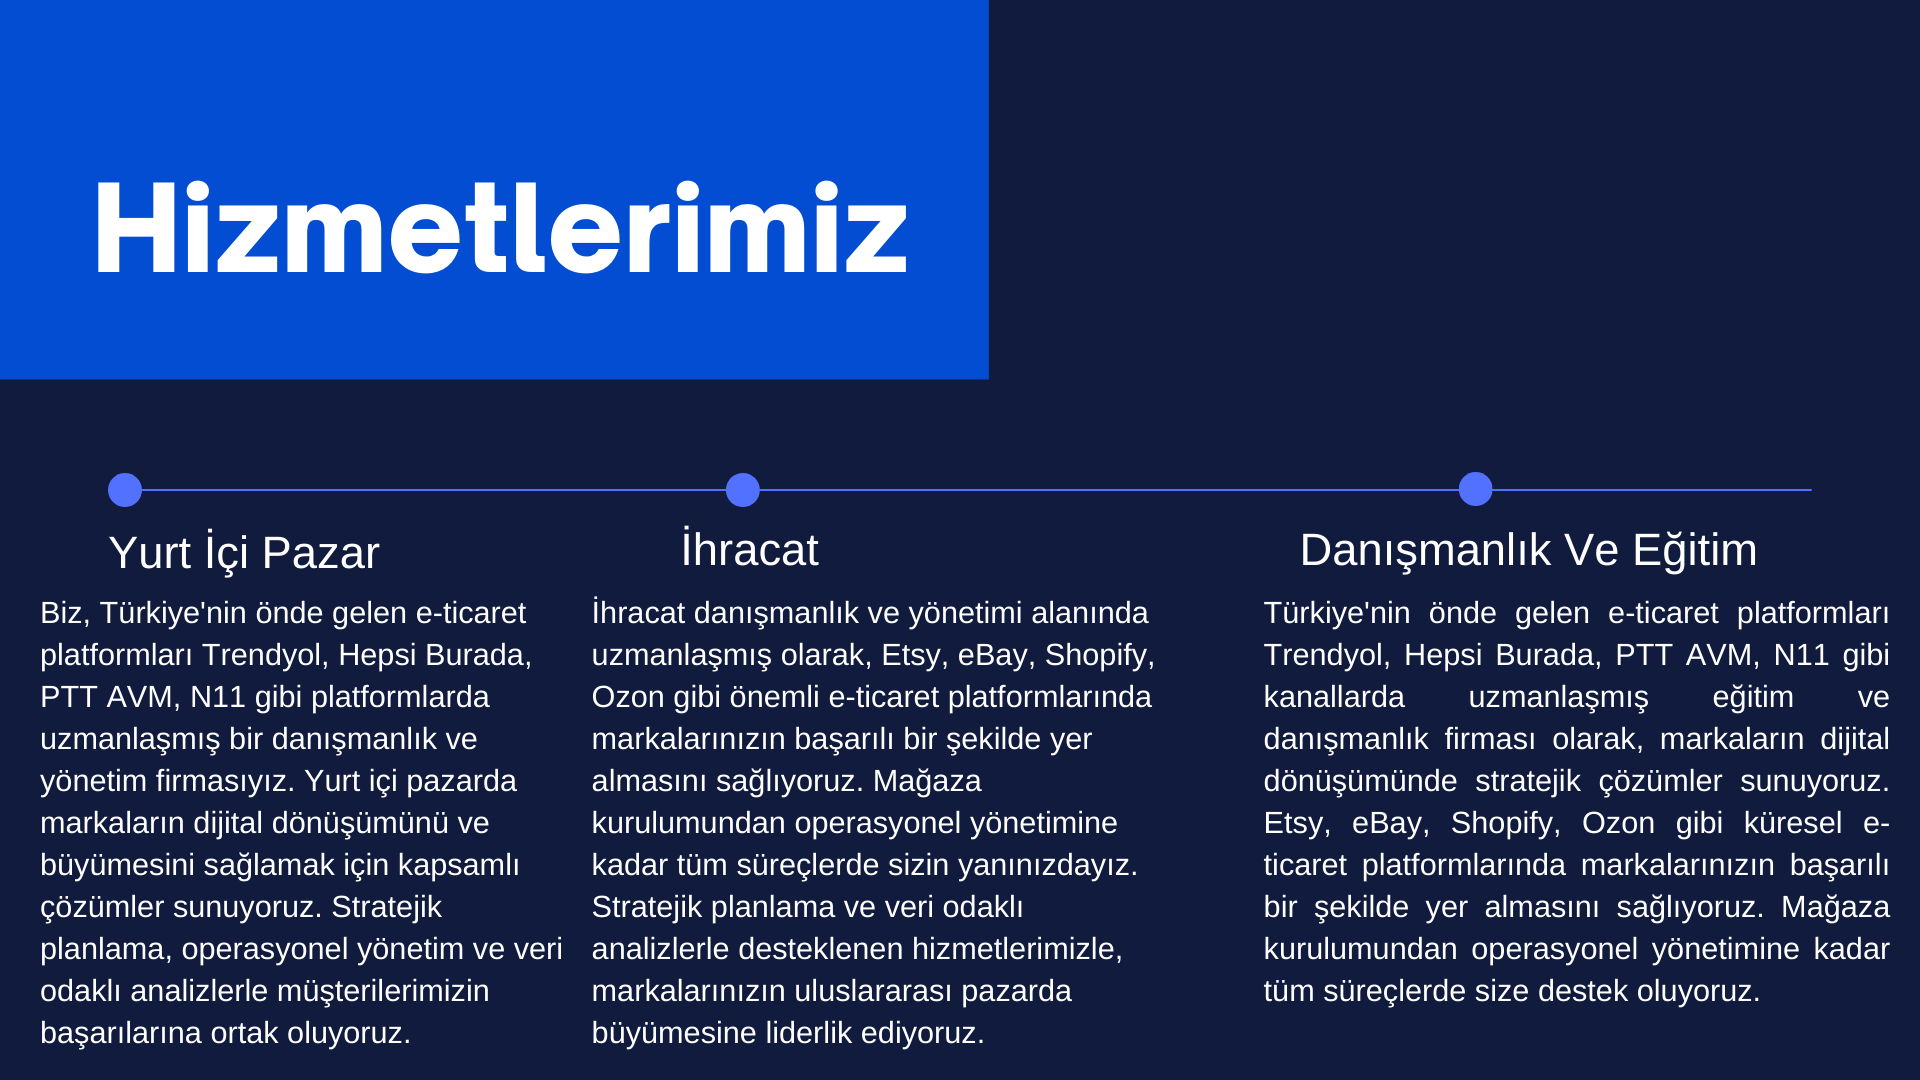 Hizmetlerimiz
Yurt İçi Pazar
Biz, Türkiye'nin önde gelen e-ticaret
platformları Trendyol, Hepsi Burada,
PTT AVM, N11 gibi platformlarda
uzmanlaşmış bir danışmanlık ve
yönetim firmasıyız. Yurt içi pazarda
markaların dijital dönüşümünü ve
büyümesini sağlamak için kapsamlı
çözümler sunuyoruz. Stratejik
planlama, operasyonel yönetim ve veri
odaklı analizlerle müşterilerimizin
başarılarına ortak oluyoruz.
İhracat
İhracat danışmanlık ve yönetimi alanında
uzmanlaşmış olarak, Etsy, eBay, Shopify,
Ozon gibi önemli e-ticaret platformlarında
markalarınızın başarılı bir şekilde yer
almasını sağlıyoruz. Mağaza
kurulumundan operasyonel yönetimine
kadar tüm süreçlerde sizin yanınızdayız.
Stratejik planlama ve veri odaklı
analizlerle desteklenen hizmetlerimizle,
markalarınızın uluslararası pazarda
büyümesine liderlik ediyoruz.
Danışmanlık Ve Eğitim
Türkiye'nin önde gelen e-ticaret platformları
Trendyol, Hepsi Burada, PTT AVM, N11 gibi
kanallarda uzmanlaşmış eğitim ve
danışmanlık firması olarak, markaların dijital
dönüşümünde stratejik çözümler sunuyoruz.
Etsy, eBay, Shopify, Ozon gibi küresel e-
ticaret platformlarında markalarınızın başarılı
bir şekilde yer almasını sağlıyoruz. Mağaza
kurulumundan operasyonel yönetimine kadar
tüm süreçlerde size destek oluyoruz.